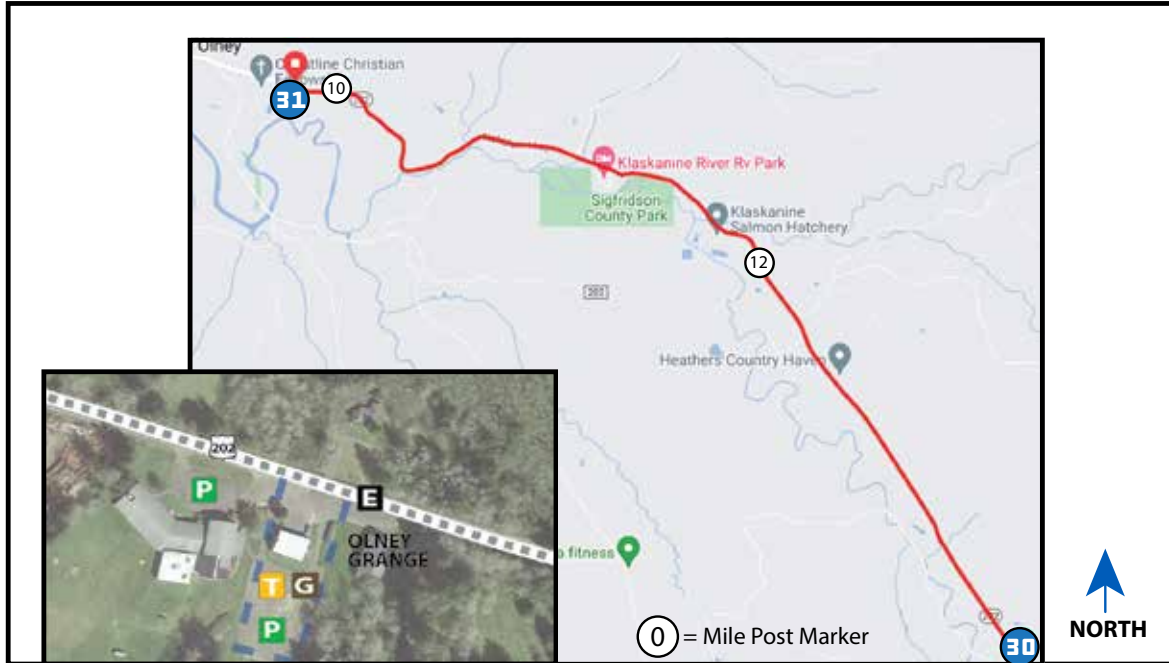 Olney
Christian
31
10
Klaskanine River Rv Park
Sigfridson
County Park
Klaskanine
Salmon Hatchery
12
202
Heathers Country Haven
fitness
30
0 = Mile Post Marker
NORTH
202
P
E
OLNEY
GRANGE
T G
P